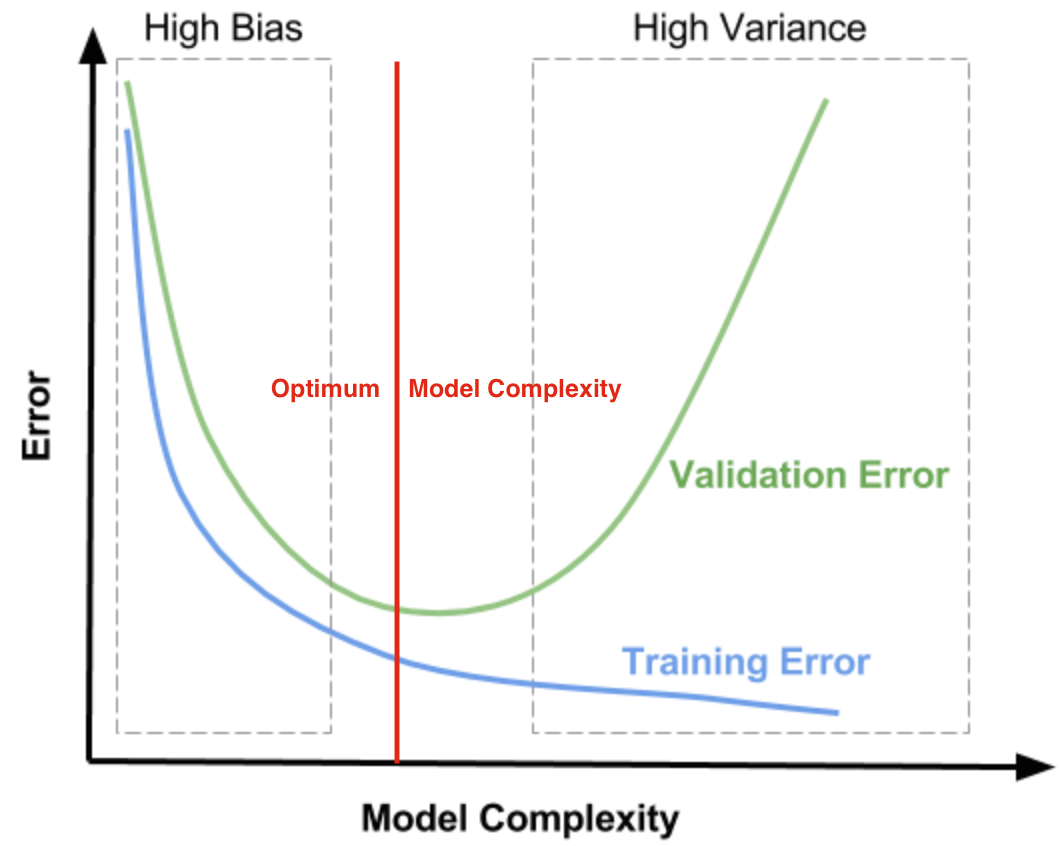 High Bias
High Variance
Optimum Model Complexity
Error
Validation Error
Training Error
Model Complexity